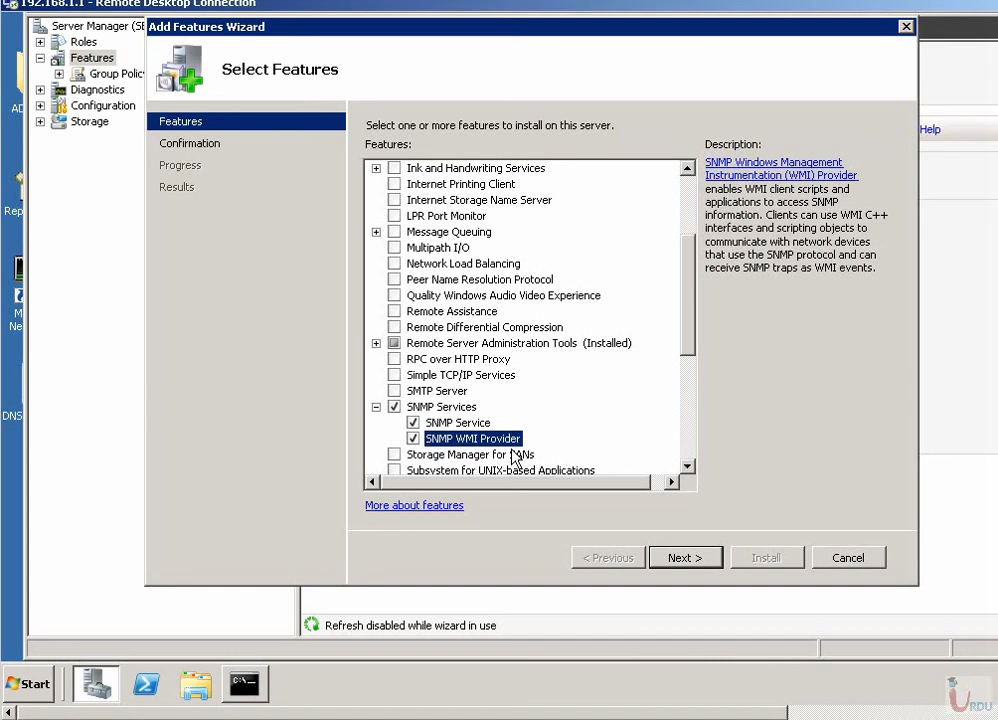 192.168.1.1 - Remote Desktop Connection
Server Manager (SE
Roles
Features
Group Polic
Diagnostics
Configuration
Storage
Add Features Wizard
Select Features
Features
Confirmation
Progress
Results
Select one or more features to install on this server.
Features:
Ink and Handwriting Services
Internet Printing Client
Internet Storage Name Server
LPR Port Monitor
Message Queuing
Multipath I/O
Network Load Balancing
Peer Name Resolution Protocol
Quality Windows Audio Video Experience
Remote Assistance
Remote Differential Compression
Remote Server Administration Tools (Installed)
RPC over HTTP Proxy
Simple TCP/IP Services
SMTP Server
SNMP Services
SNMP Service
SNMP WMI Provider
Storage Manager for SANs
Subsystem for UNIX-based Applications
Description:
SNMP Windows Management
Instrumentation (WMI) Provider
enables WMI client scripts and
applications to access SNMP
information. Clients can use WMI C++
interfaces and scripting objects to
communicate with network devices
that use the SNMP protocol and can
receive SNMP traps as WMI events.
More about features
< Previous
Next >
Install
Cancel
Help
AD
Rep
M
Ne
DNS
Refresh disabled while wizard in use
Start
URDU